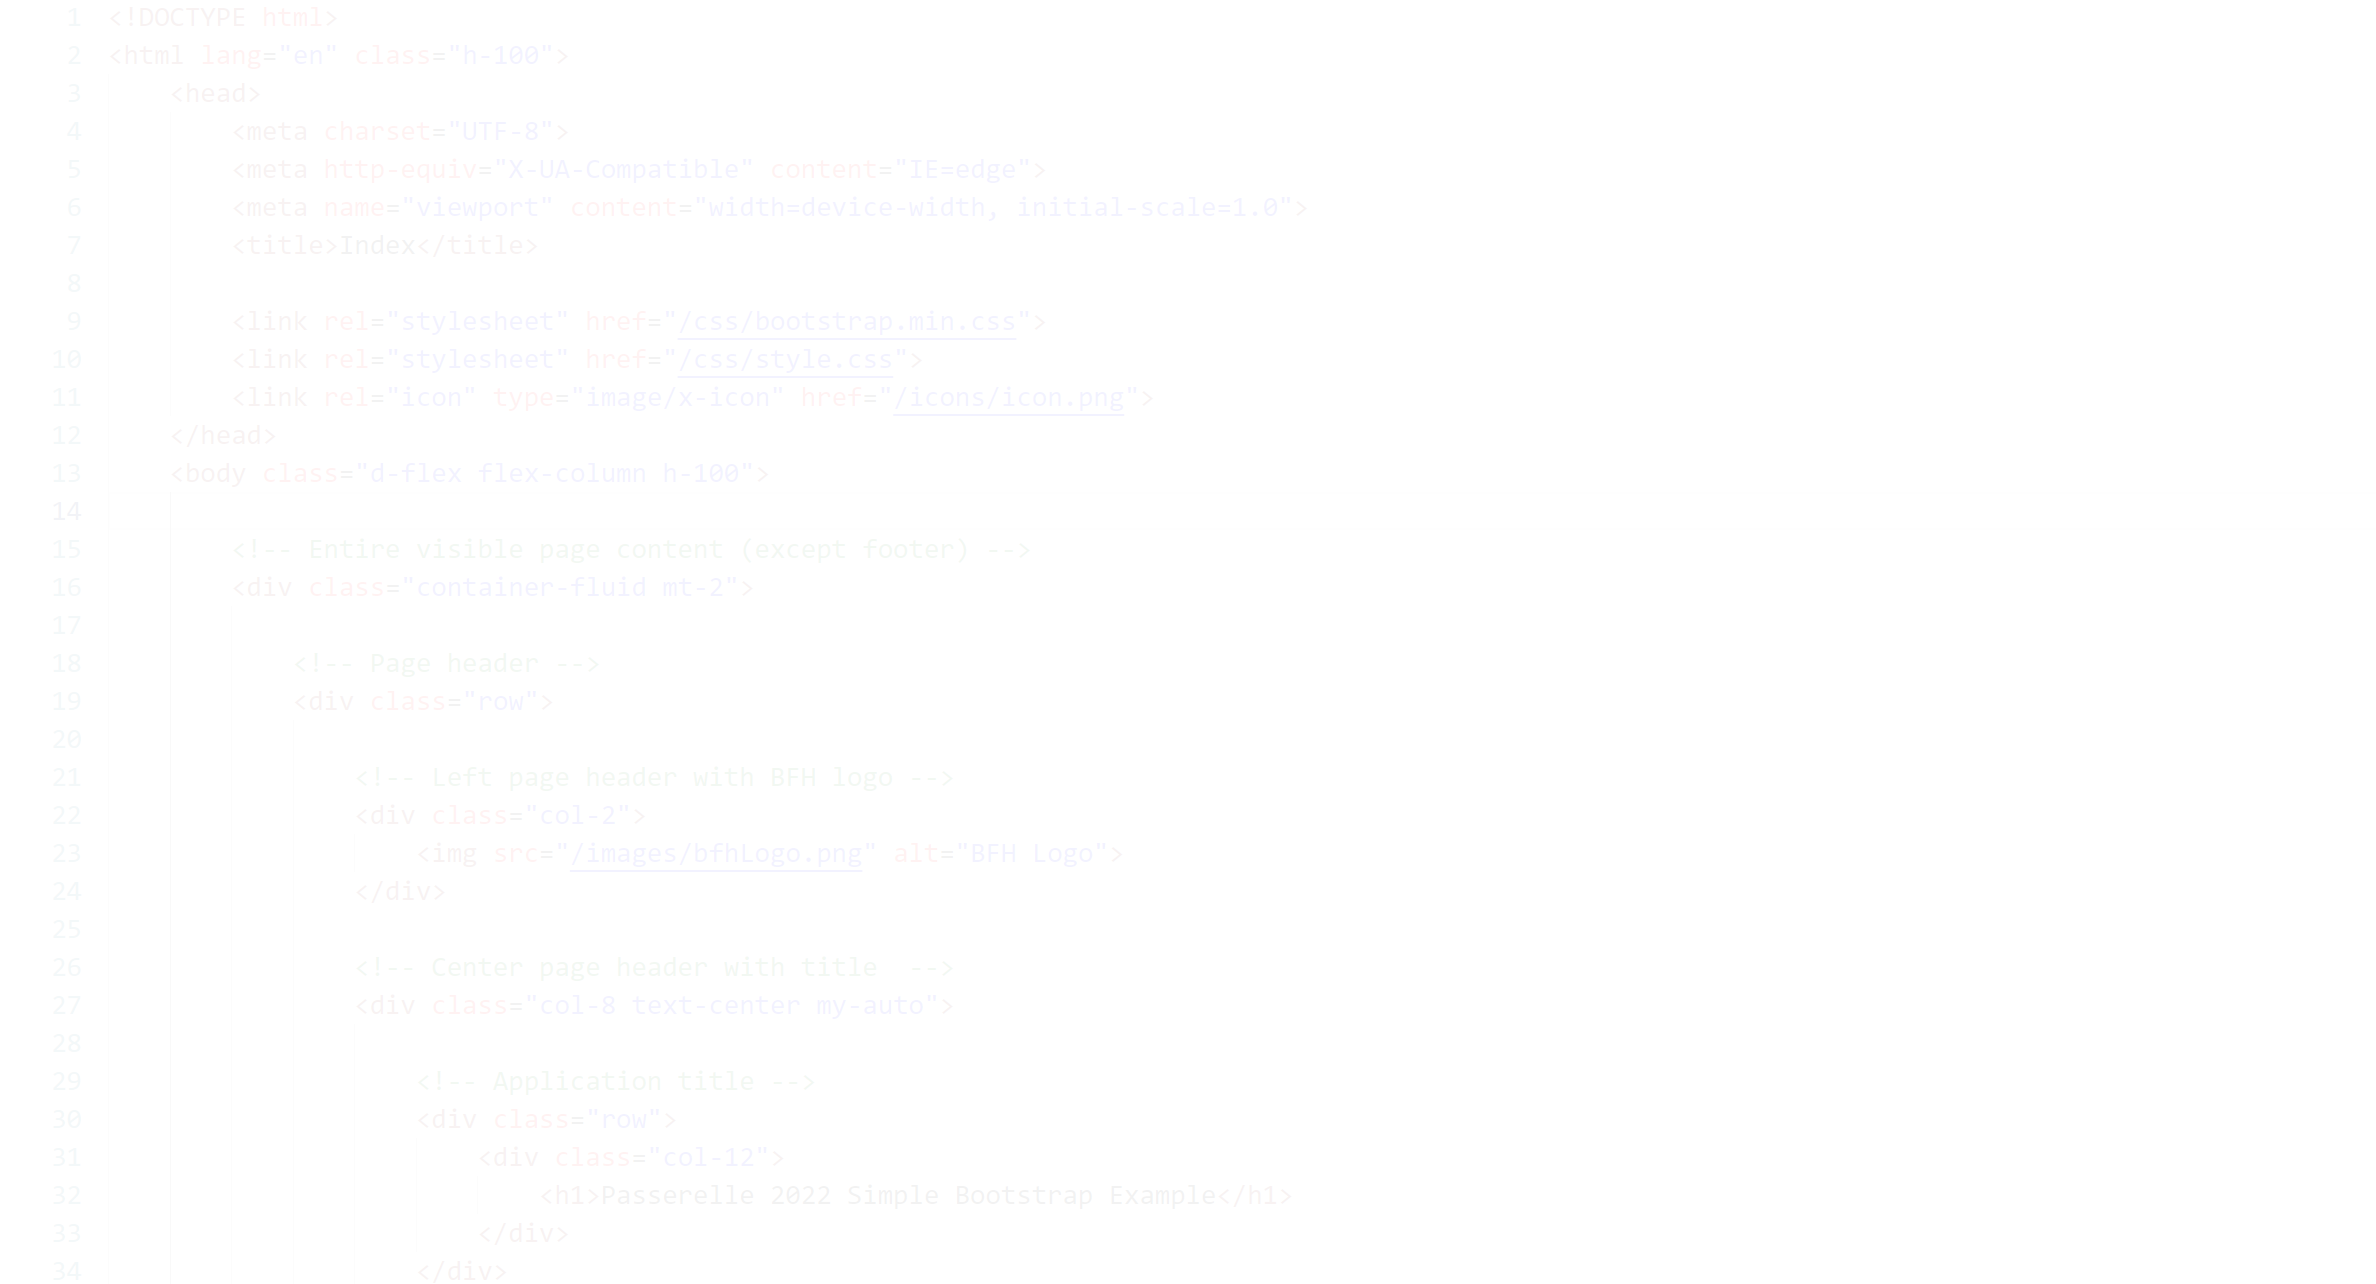 1 <!DOCTYPE html>
2 <html lang="en" class="h-100">
3     <head>
4         <meta charset="UTF-8">
5         <meta http-equiv="X-UA-Compatible" content="IE=edge">
6         <meta name="viewport" content="width=device-width, initial-scale=1.0">
7         <title>Index</title>
8
9         <link rel="stylesheet" href="/css/bootstrap.min.css">
10         <link rel="stylesheet" href="/css/style.css">
11         <link rel="icon" type="image/x-icon" href="/icons/icon.png">
12     </head>
13     <body class="d-flex flex-column h-100">
14
15         <!-- Entire visible page content (except footer) -->
16         <div class="container-fluid mt-2">
17
18             <!-- Page header -->
19             <div class="row">
20
21                 <!-- Left page header with BFH logo -->
22                 <div class="col-2">
23                     <img src="/images/bfhLogo.png" alt="BFH Logo">
24                 </div>
25
26                 <!-- Center page header with title  -->
27                 <div class="col-8 text-center my-auto">
28
29                     <!-- Application title -->
30                     <div class="row">
31                         <div class="col-12">
32                             <h1>Passerelle 2022 Simple Bootstrap Example</h1>
33                         </div>
34                     </div>